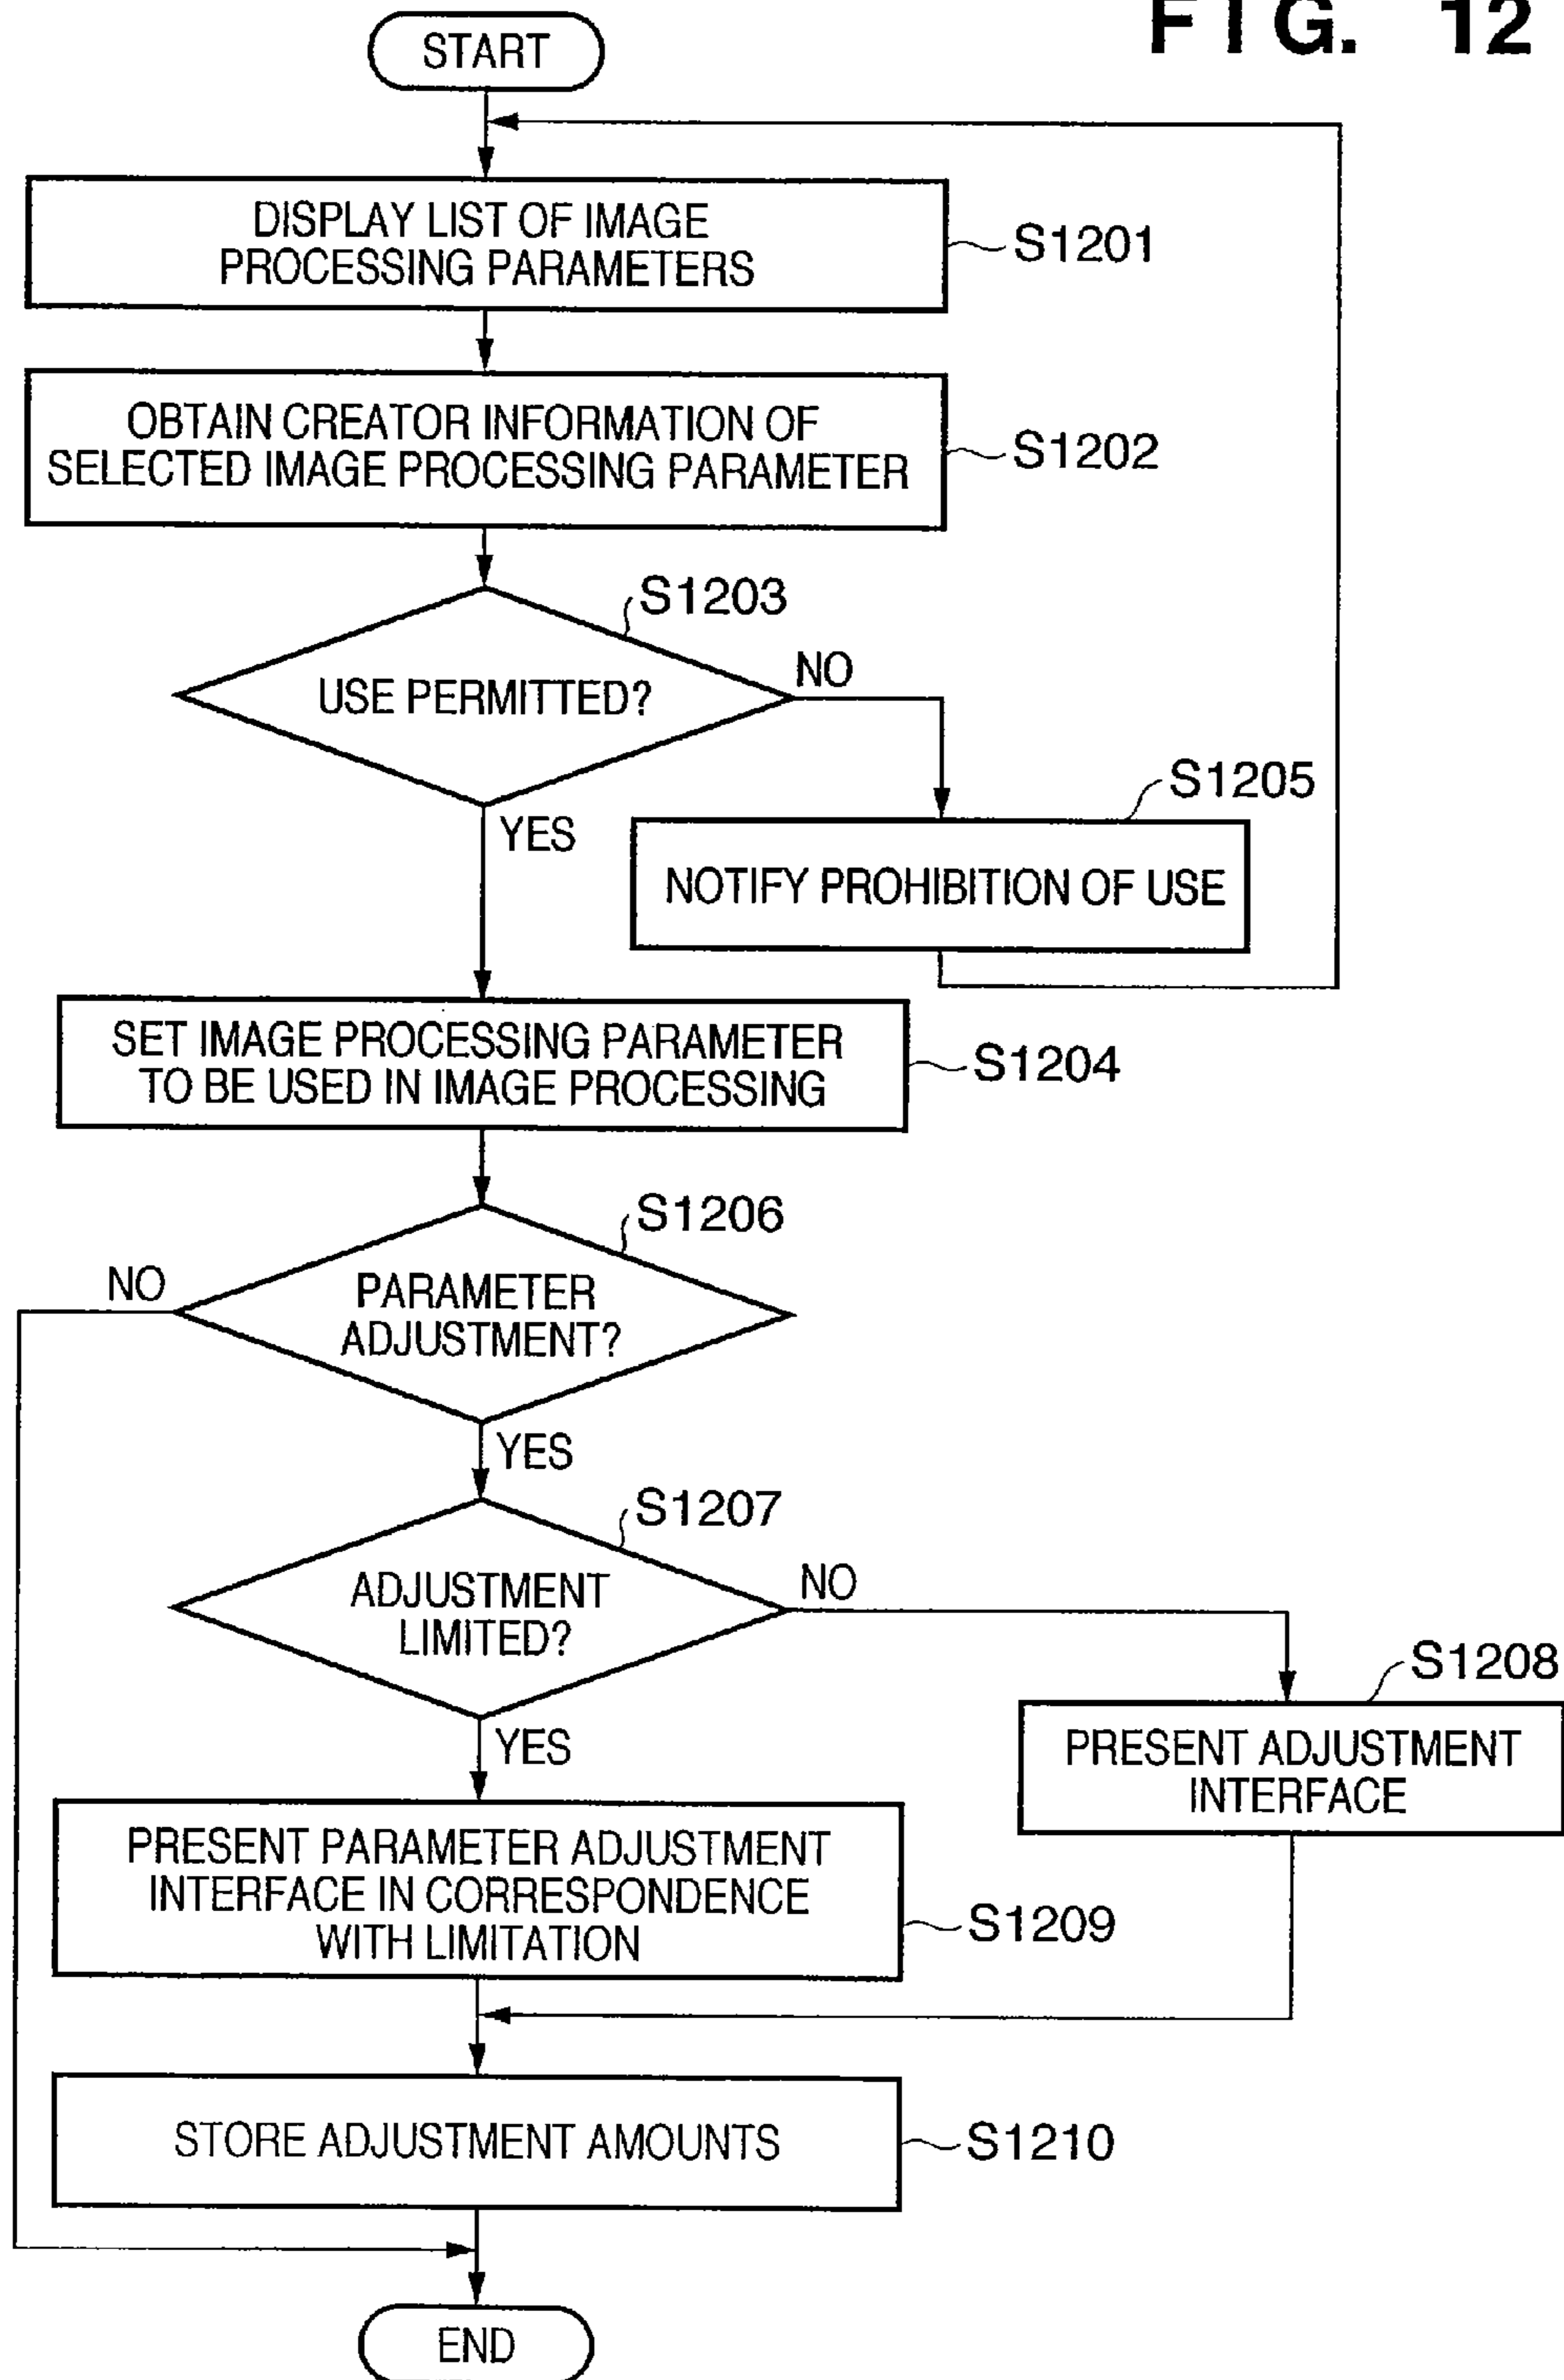 FIG. 12
START
DISPLAY LIST OF IMAGE
PROCESSING PARAMETERS
S1201
OBTAIN CREATOR INFORMATION OF
SELECTED IMAGE PROCESSING PARAMETER
S1202
S1203
USE PERMITTED?
NO
YES
S1205
NOTIFY PROHIBITION OF USE
SET IMAGE PROCESSING PARAMETER
TO BE USED IN IMAGE PROCESSING
S1204
S1206
NO
PARAMETER
ADJUSTMENT?
YES
S1207
ADJUSTMENT
LIMITED?
NO
YES
S1208
PRESENT ADJUSTMENT
INTERFACE
PRESENT PARAMETER ADJUSTMENT
INTERFACE IN CORRESPONDENCE
WITH LIMITATION
S1209
STORE ADJUSTMENT AMOUNTS
S1210
END